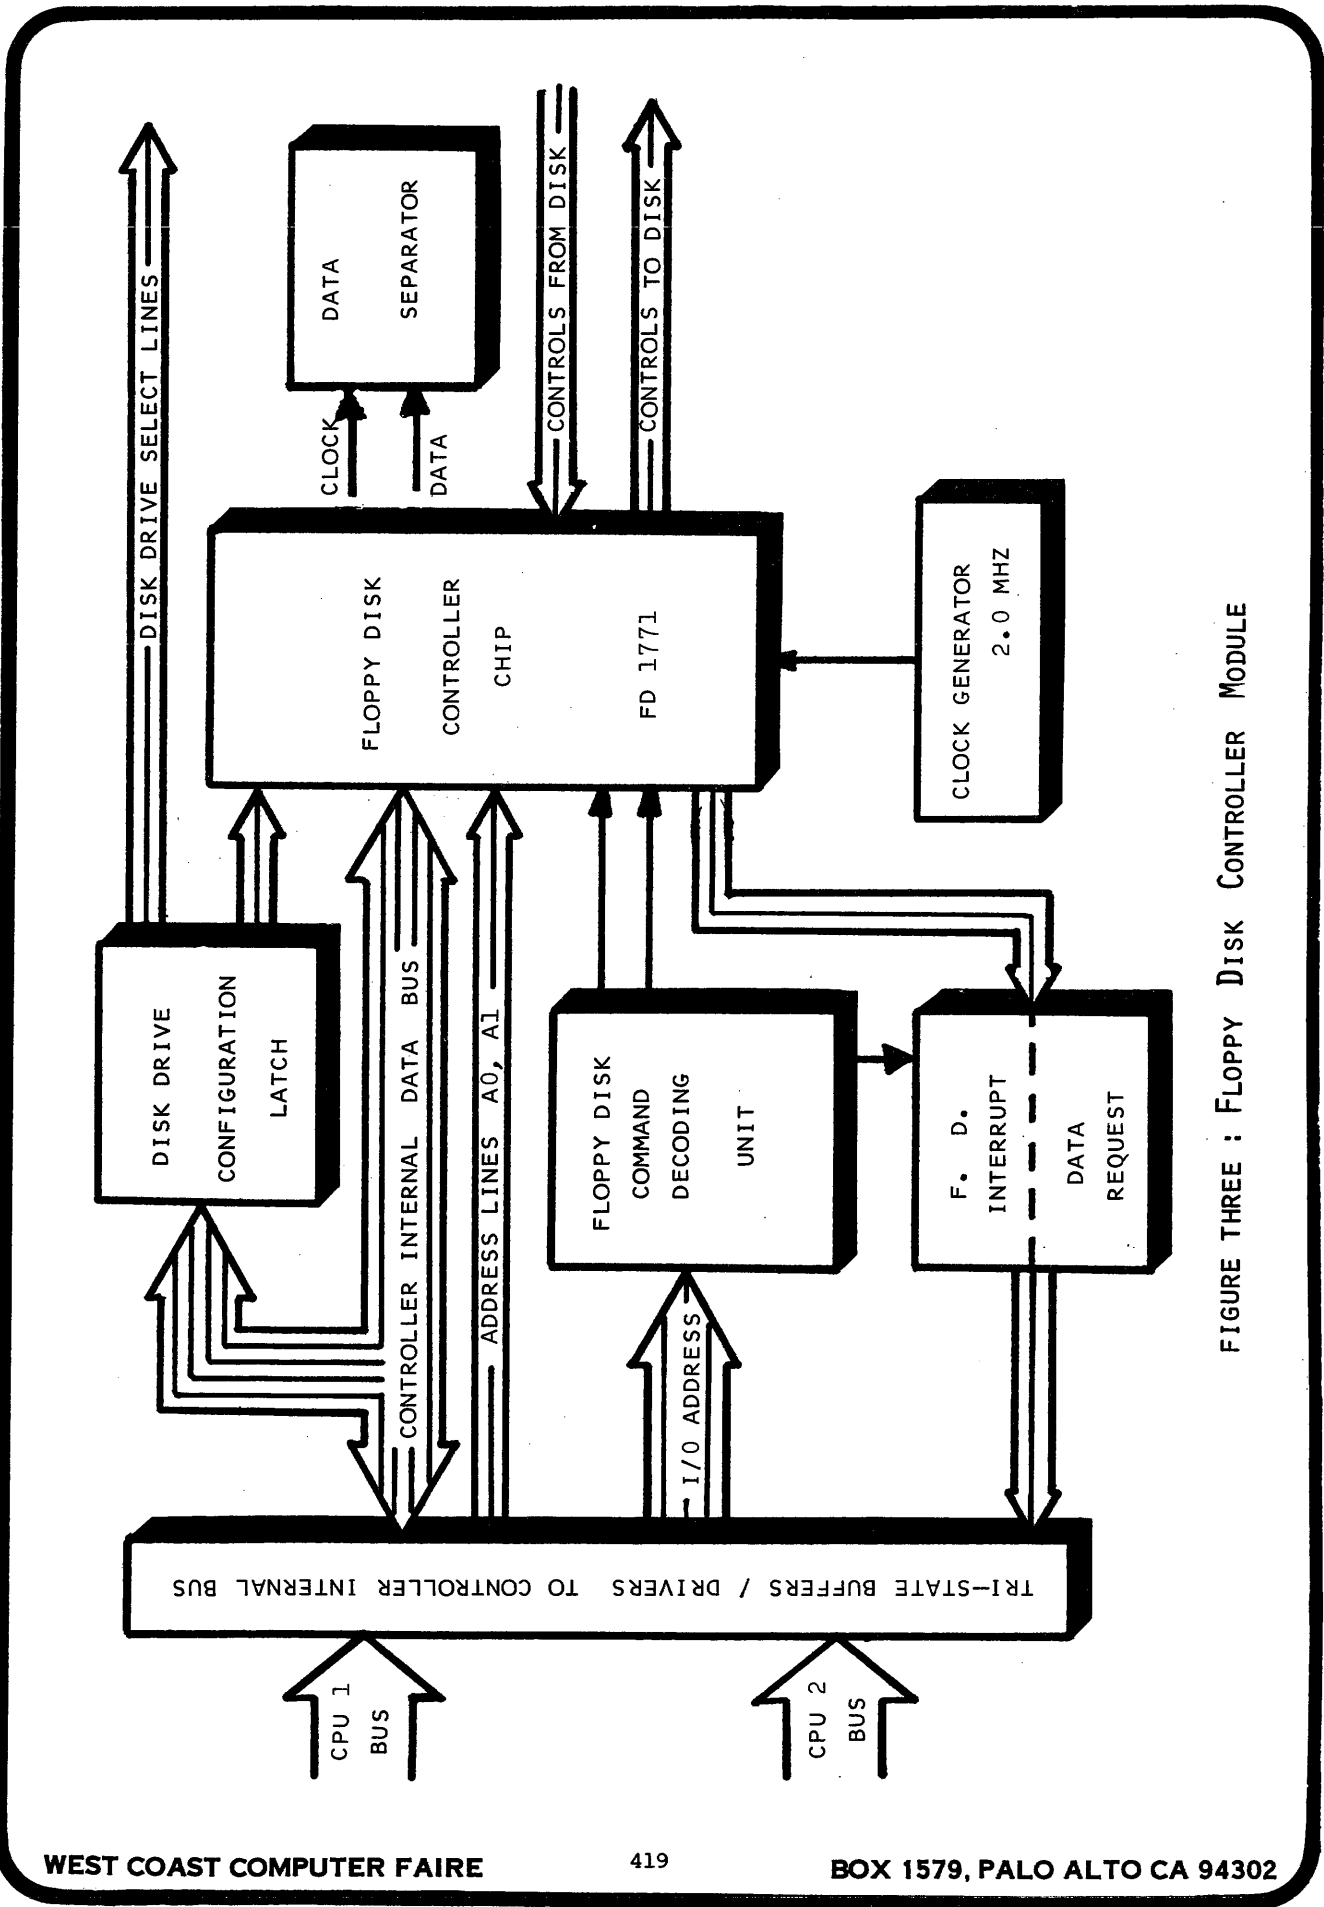 DISK DRIVE SELECT LINES
DATA
SEPARATOR
CLOCK
DATA
CONTROLS FROM DISK
CONTROLS TO DISK
FLOPPY DISK
CONTROLLER
CHIP
FD 1771
CLOCK GENERATOR
2.0 MHZ
DISK DRIVE
CONFIGURATION
LATCH
CONTROLLER INTERNAL DATA BUS
ADDRESS LINES A0, A1
FLOPPY DISK
COMMAND
DECODING
UNIT
F. D.
INTERRUPT
DATA
REQUEST
I/O ADDRESS
TRI-STATE BUFFERS / DRIVERS TO CONTROLLER INTERNAL BUS
CPU 1
BUS
CPU 2
BUS
FIGURE THREE : FLOPPY DISK CONTROLLER MODULE
WEST COAST COMPUTER FAIRE
419
BOX 1579, PALO ALTO CA 94302